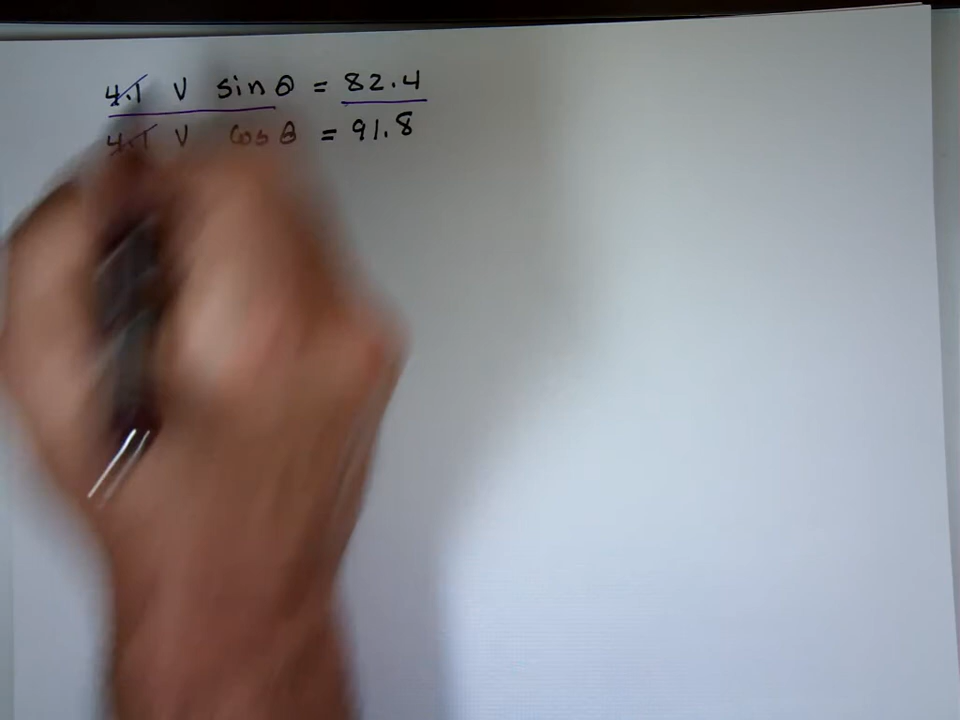 4.1 V sin θ = 82.4
4.1 V cos θ = 91.8